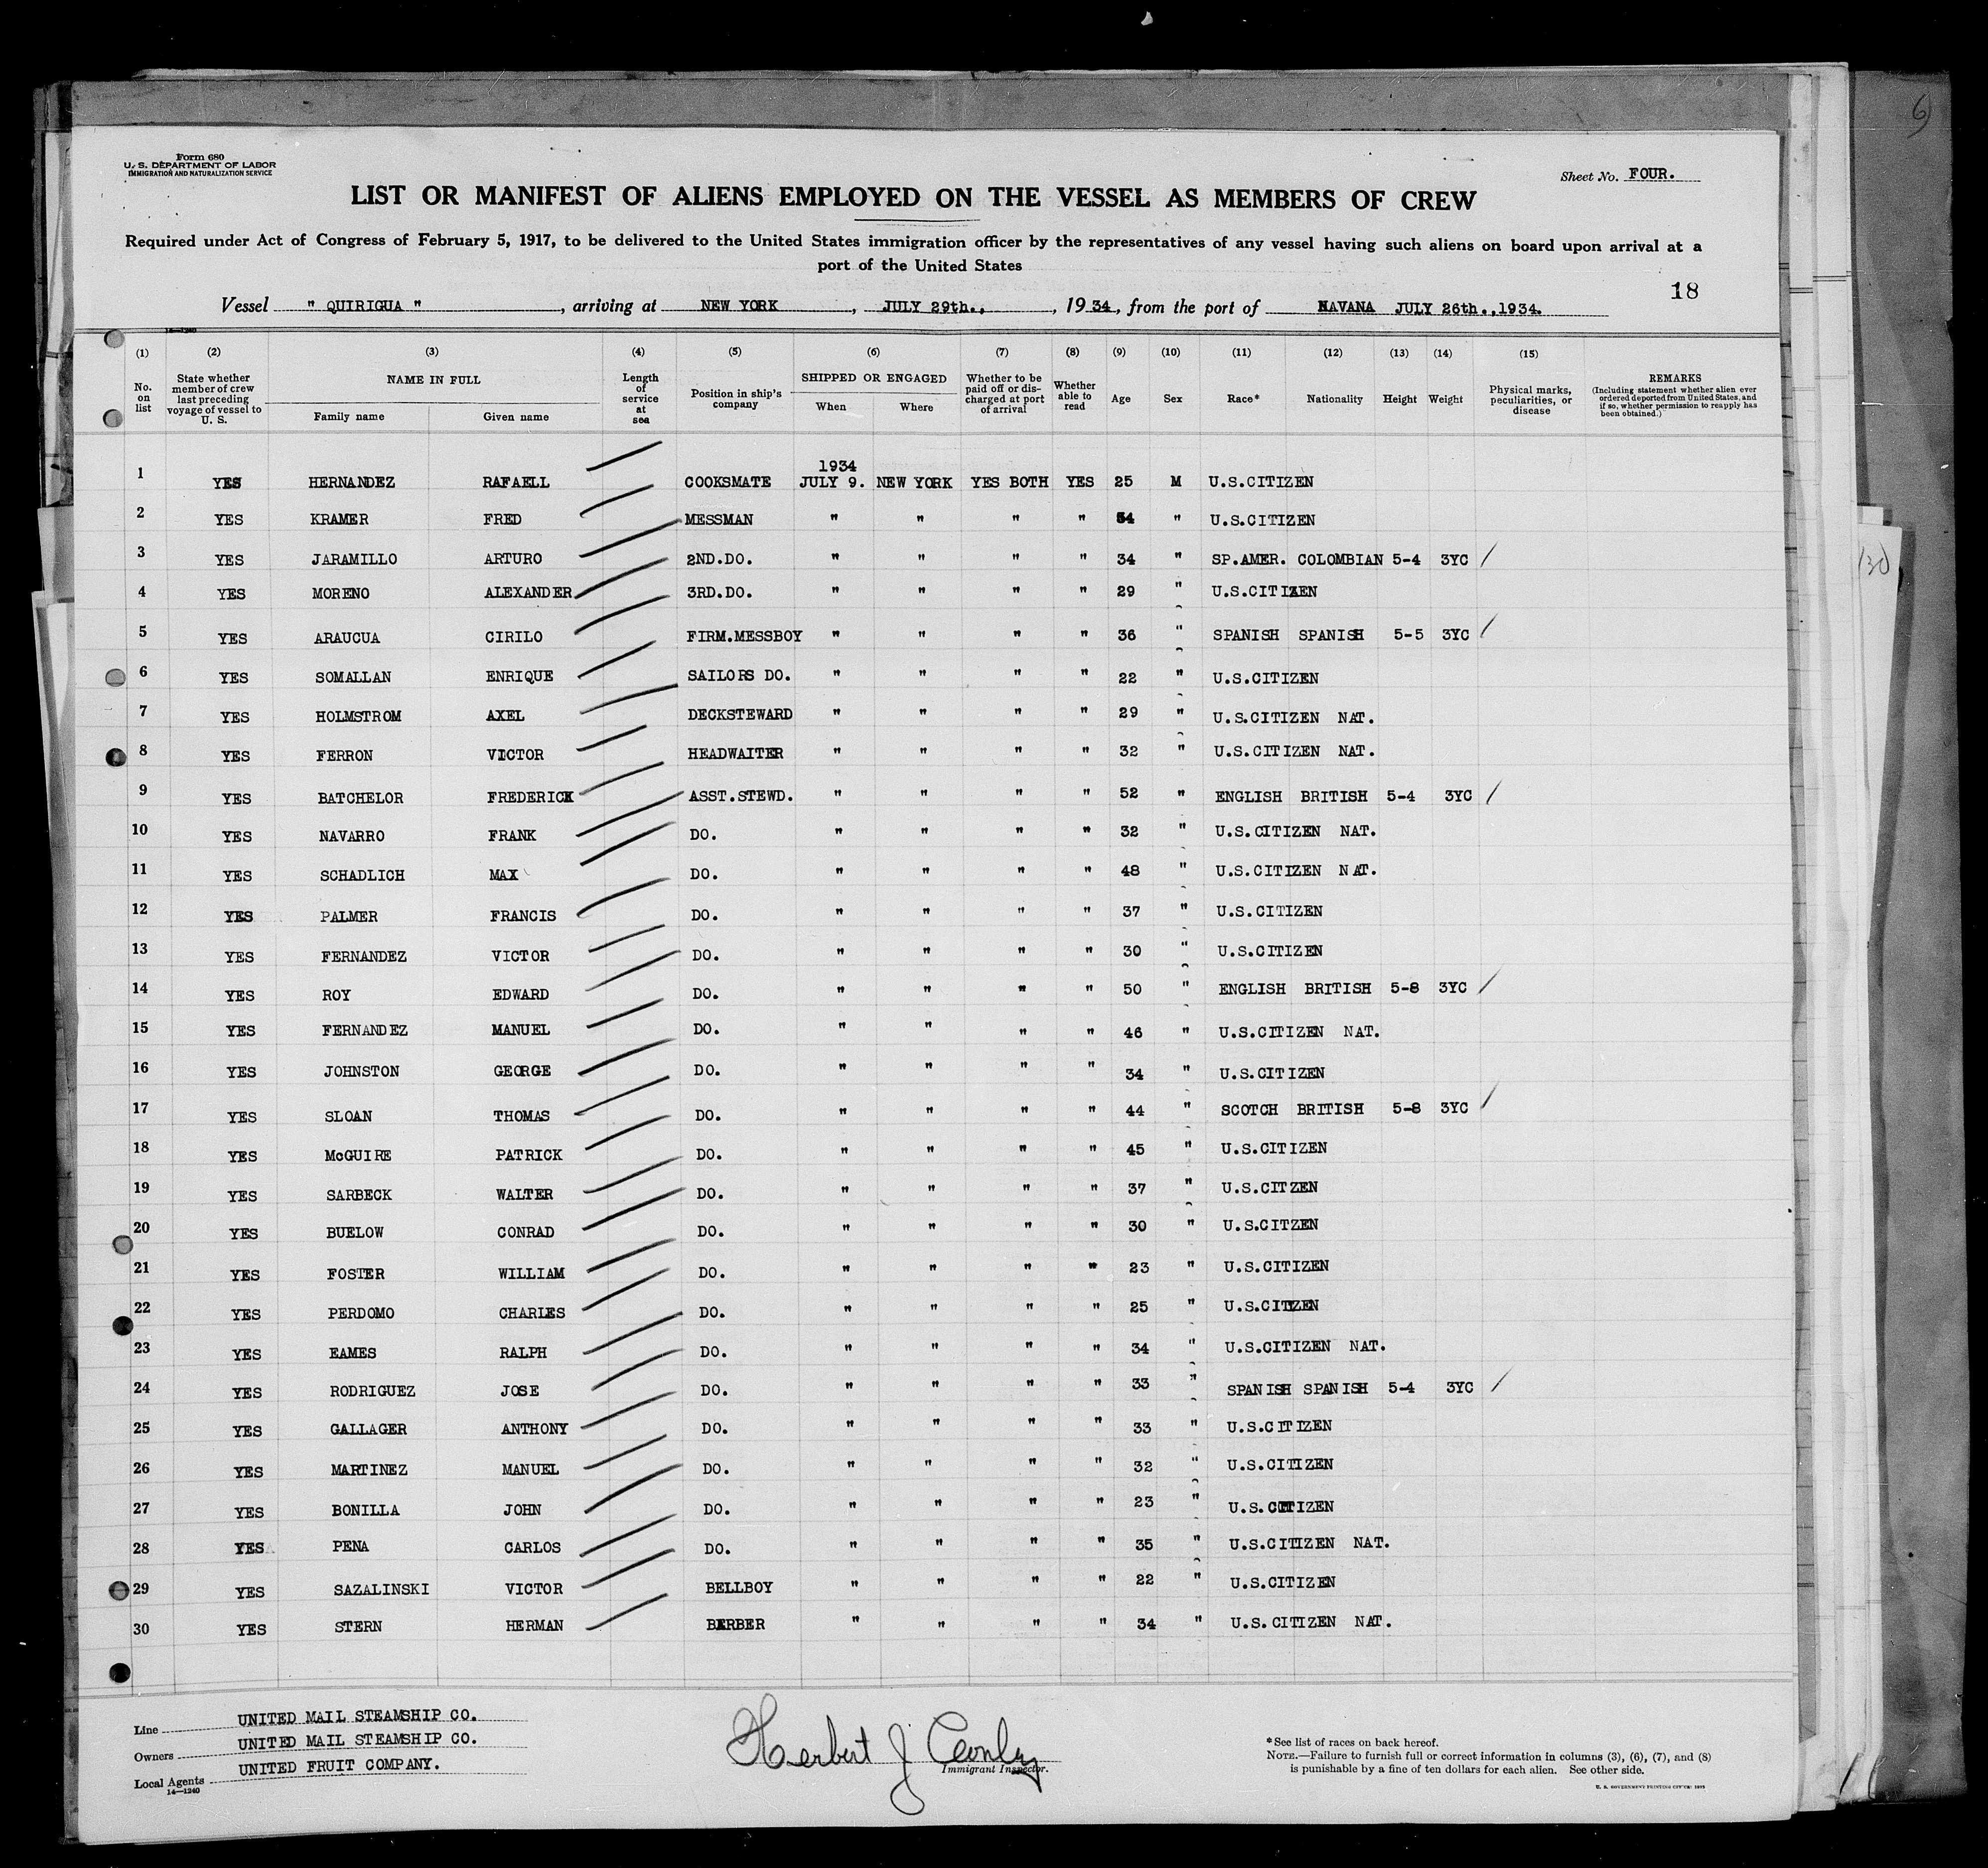 Form 680
U. S. DEPARTMENT OF LABOR
IMMIGRATION AND NATURALIZATION SERVICE
Sheet No. FOUR.
LIST OR MANIFEST OF ALIENS EMPLOYED ON THE VESSEL AS MEMBERS OF CREW
Required under Act of Congress of February 5, 1917, to be delivered to the United States immigration officer by the representatives of any vessel having such aliens on board upon arrival at a
port of the United States
18
Vessel " QUIRIGUA " , arriving at NEW YORK , JULY 29th., , 1934, from the port of HAVANA JULY 26th.,1934.
14-1240
(1) (2) (3) (4) (5) (6) (7) (8) (9) (10) (11) (12) (13) (14) (15)
No. on list State whether member of crew last preceding voyage of vessel to U. S. NAME IN FULL Family name Given name Length of service at sea Position in ship's company SHIPPED OR ENGAGED When Where Whether to be paid off or discharged at port of arrival Whether able to read Age Sex Race* Nationality Height Weight Physical marks, peculiarities, or disease REMARKS (Including statement whether alien ever ordered deported from United States, and if so, whether permission to reapply has been obtained.)
1934
1 YES HERNANDEZ RAFAELL COOKSMATE JULY 9. NEW YORK YES BOTH YES 25 M U.S.CITIZEN
2 YES KRAMER FRED MESSMAN " " " " 34 " U.S.CITIZEN
3 YES JARAMILLO ARTURO 2ND.DO. " " " " 34 " SP.AMER. COLOMBIAN 5-4 3YC /
4 YES MORENO ALEXANDER 3RD.DO. " " " " 29 " U.S.CITIZEN
5 YES ARAUCUA CIRILO FIRM.MESSBOY " " " " 36 " SPANISH SPANISH 5-5 3YC /
6 YES SOMALLAN ENRIQUE SAILORS DO. " " " " 22 " U.S.CITIZEN
7 YES HOLMSTROM AXEL DECKSTEWARD " " " " 29 " U.S.CITIZEN NAT.
8 YES FERRON VICTOR HEADWAITER " " " " 32 " U.S.CITIZEN NAT.
9 YES BATCHELOR FREDERICK ASST.STEWD. " " " " 52 " ENGLISH BRITISH 5-4 3YC /
10 YES NAVARRO FRANK DO. " " " " 32 " U.S.CITIZEN NAT.
11 YES SCHADLICH MAX DO. " " " " 48 " U.S.CITIZEN NAT.
12 YES PALMER FRANCIS DO. " " " " 37 " U.S.CITIZEN
13 YES FERNANDEZ VICTOR DO. " " " " 30 " U.S.CITIZEN
14 YES ROY EDWARD DO. " " " " 50 " ENGLISH BRITISH 5-8 3YC /
15 YES FERNANDEZ MANUEL DO. " " " " 46 " U.S.CITIZEN NAT.
16 YES JOHNSTON GEORGE DO. " " " " 34 " U.S.CITIZEN
17 YES SLOAN THOMAS DO. " " " " 44 " SCOTCH BRITISH 5-8 3YC /
18 YES McGUIRE PATRICK DO. " " " " 45 " U.S.CITIZEN
19 YES SARBECK WALTER DO. " " " " 37 " U.S.CITZEN
20 YES BUELOW CONRAD DO. " " " " 30 " U.S.CITZEN
21 YES FOSTER WILLIAM DO. " " " " 23 " U.S.CITIZEN
22 YES PERDOMO CHARLES DO. " " " " 25 " U.S.CITZEN
23 YES EAMES RALPH DO. " " " " 34 " U.S.CITIZEN NAT.
24 YES RODRIGUEZ JOSE DO. " " " " 33 " SPANISH SPANISH 5-4 3YC /
25 YES GALLAGER ANTHONY DO. " " " " 33 " U.S.CITIZEN
26 YES MARTINEZ MANUEL DO. " " " " 32 " U.S.CITIZEN
27 YES BONILLA JOHN DO. " " " " 23 " U.S.CITIZEN
28 YES PENA CARLOS DO. " " " " 35 " U.S.CITIZEN NAT.
29 YES SAZALINSKI VICTOR BELLBOY " " " " 22 " U.S.CITIZEN
30 YES STERN HERMAN BARBER " " " " 34 " U.S.CITIZEN NAT.
Line UNITED MAIL STEAMSHIP CO.
Owners UNITED MAIL STEAMSHIP CO.
Local Agents UNITED FRUIT COMPANY.
14-1240
Herbert J
Immigrant Inspector.
*See list of races on back hereof.
NOTE.—Failure to furnish full or correct information in columns (3), (6), (7), and (8)
is punishable by a fine of ten dollars for each alien. See other side.